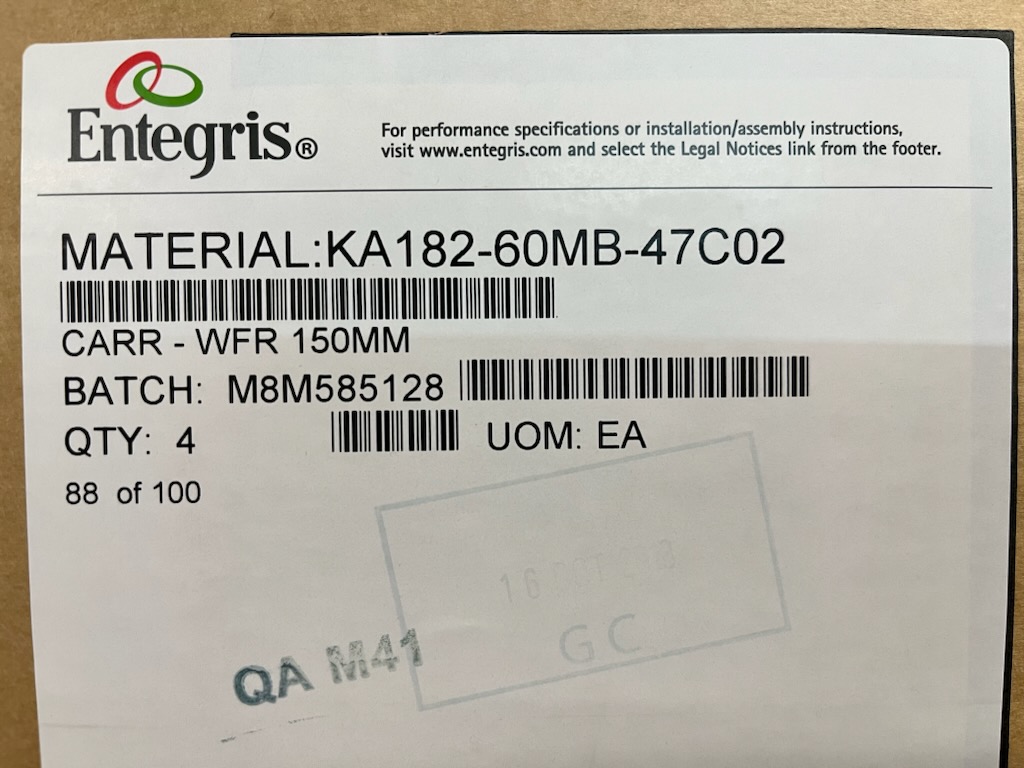 Entegris®
For performance specifications or installation/assembly instructions,
visit www.entegris.com and select the Legal Notices link from the footer.
MATERIAL:KA182-60MB-47C02
CARR - WFR 150MM
BATCH: M8M585128
QTY: 4
UOM: EA
88 of 100
16
GC
QA M41